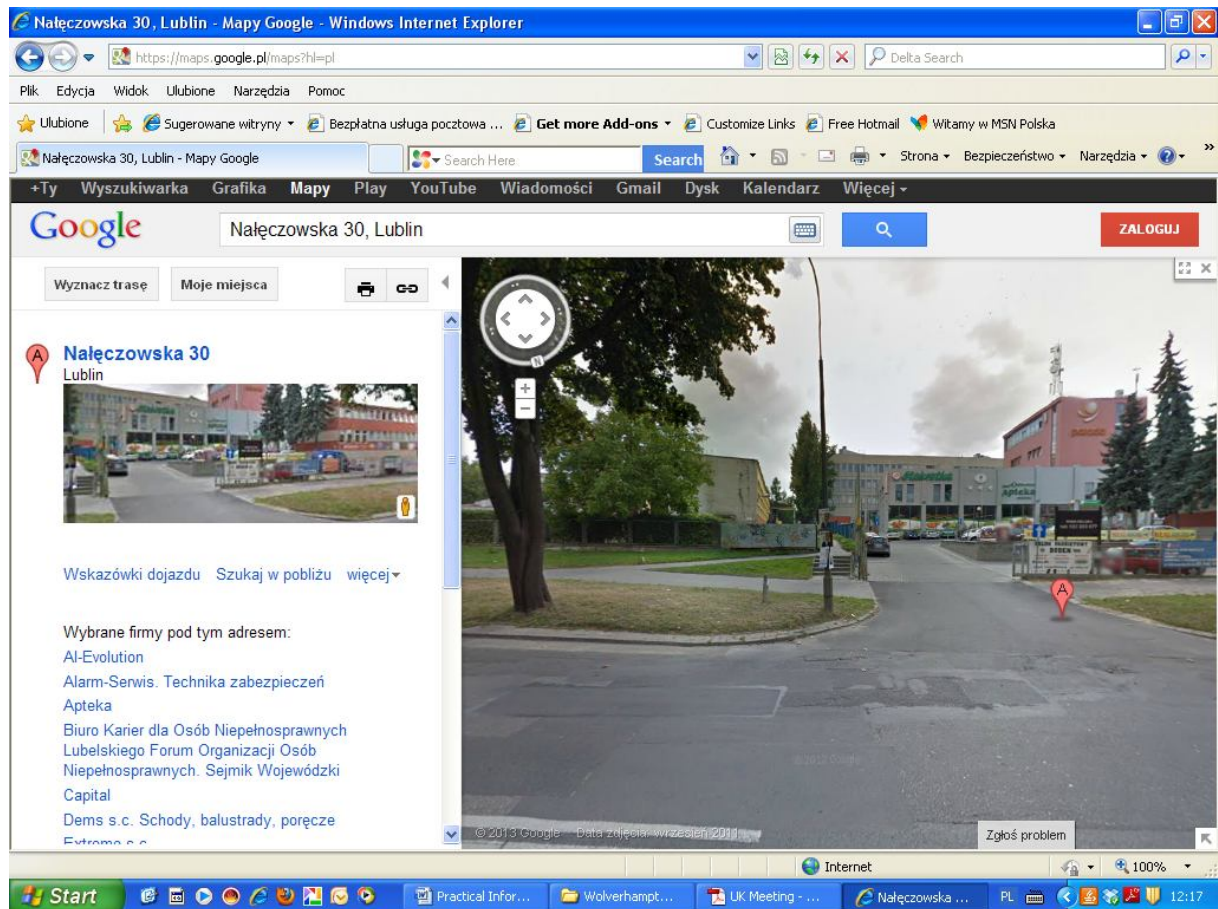 Nałęczowska 30, Lublin - Mapy Google - Windows Internet Explorer
https://maps.google.pl/maps?hl=pl
Delta Search
Plik Edycja Widok Ulubione Narzędzia Pomoc
Ulubione Sugerowane witryny Bezpłatna usługa pocztowa ... Get more Add-ons Customize Links Free Hotmail Witamy w MSN Polska
Nałęczowska 30, Lublin - Mapy Google Search Here Search Strona Bezpieczeństwo Narzędzia »
+Ty Wyszukiwarka Grafika Mapy Play YouTube Wiadomości Gmail Dysk Kalendarz Więcej
Google Nałęczowska 30, Lublin ZALOGUJ
Wyznacz trasę Moje miejsca
N
A Nałęczowska 30
Lublin
Apteka
A
Wskazówki dojazdu Szukaj w pobliżu więcej
Wybrane firmy pod tym adresem:
AI-Evolution
Alarm-Serwis. Technika zabezpieczeń
Apteka
Biuro Karier dla Osób Niepełnosprawnych
Lubelskiego Forum Organizacji Osób
Niepełnosprawnych. Sejmik Wojewódzki
Capital
Dems s.c. Schody, balustrady, poręcze
Extreme s.c.
© 2013 Google Data zdjęcia: wrzesień 2011
Zgłoś problem
Internet 100%
Start Practical Infor... Wolverhampt... UK Meeting - ... Nałęczowska ... PL 12:17